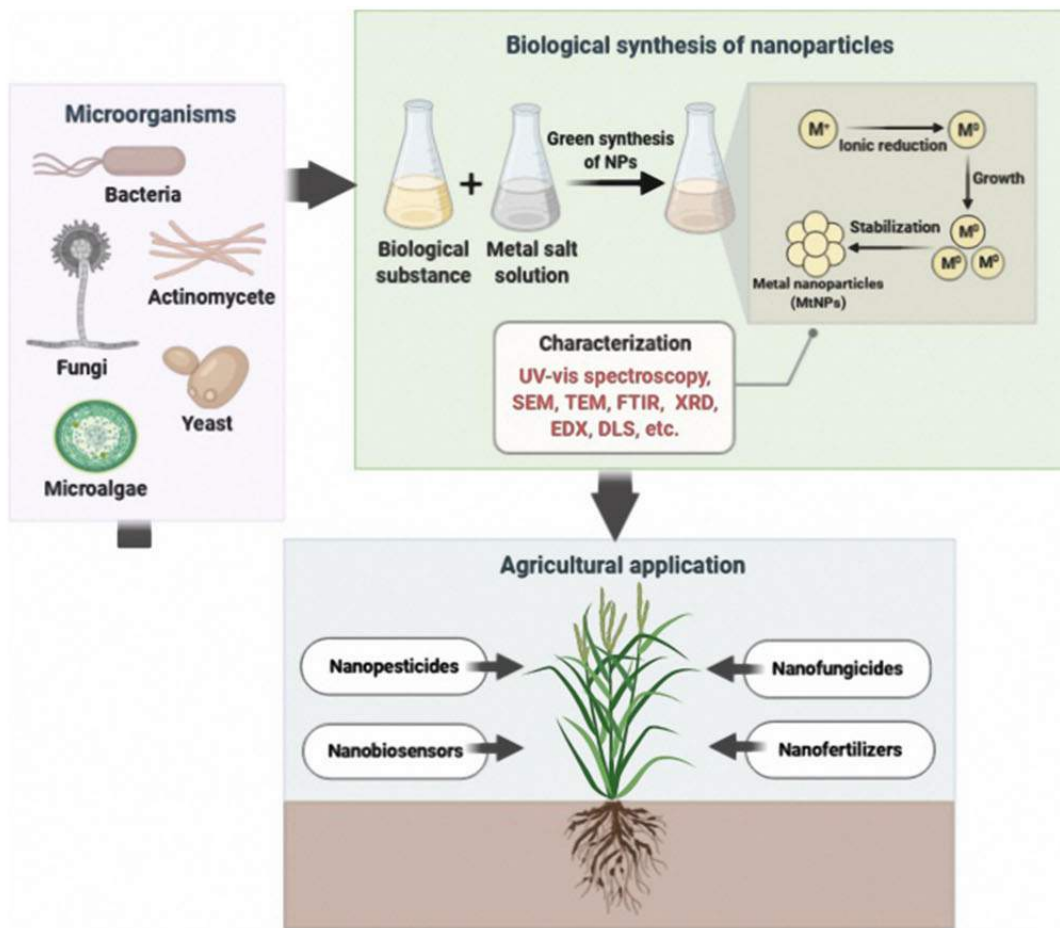 Microorganisms
Bacteria
Actinomycete
Fungi
Yeast
Microalgae
Biological synthesis of nanoparticles
Green synthesis
of NPs
+
Biological
substance
Metal salt
solution
M⁺
Ionic reduction
M⁰
Growth
M⁰
M⁰ M⁰
Stabilization
Metal nanoparticles
(MtNPs)
Characterization
UV-vis spectroscopy,
SEM, TEM, FTIR, XRD,
EDX, DLS, etc.
Agricultural application
Nanopesticides
Nanofungicides
Nanobiosensors
Nanofertilizers